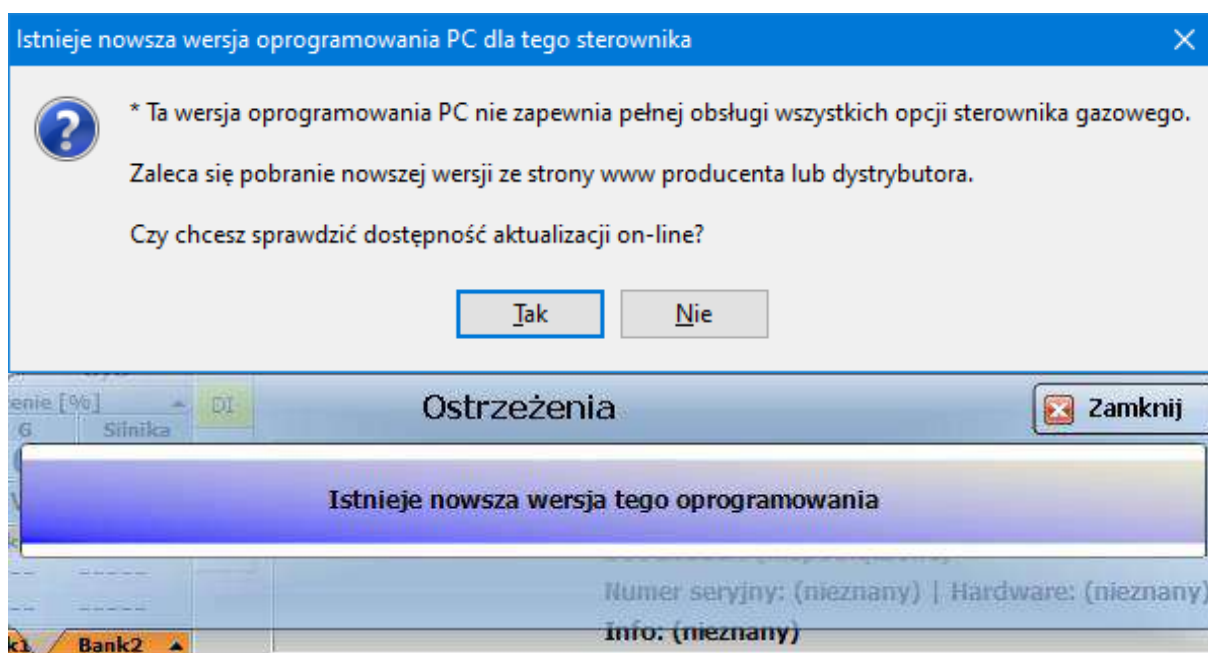 Istnieje nowsza wersja oprogramowania PC dla tego sterownika
* Ta wersja oprogramowania PC nie zapewnia pełnej obsługi wszystkich opcji sterownika gazowego.
Zaleca się pobranie nowszej wersji ze strony www producenta lub dystrybutora.
Czy chcesz sprawdzić dostępność aktualizacji on-line?
Tak Nie
[%] DI Ostrzeżenia Zamknij
G Silnika
Istnieje nowsza wersja tego oprogramowania
Numer seryjny: (nieznany) | Hardware: (nieznany)
Info: (nieznany)
Bank2